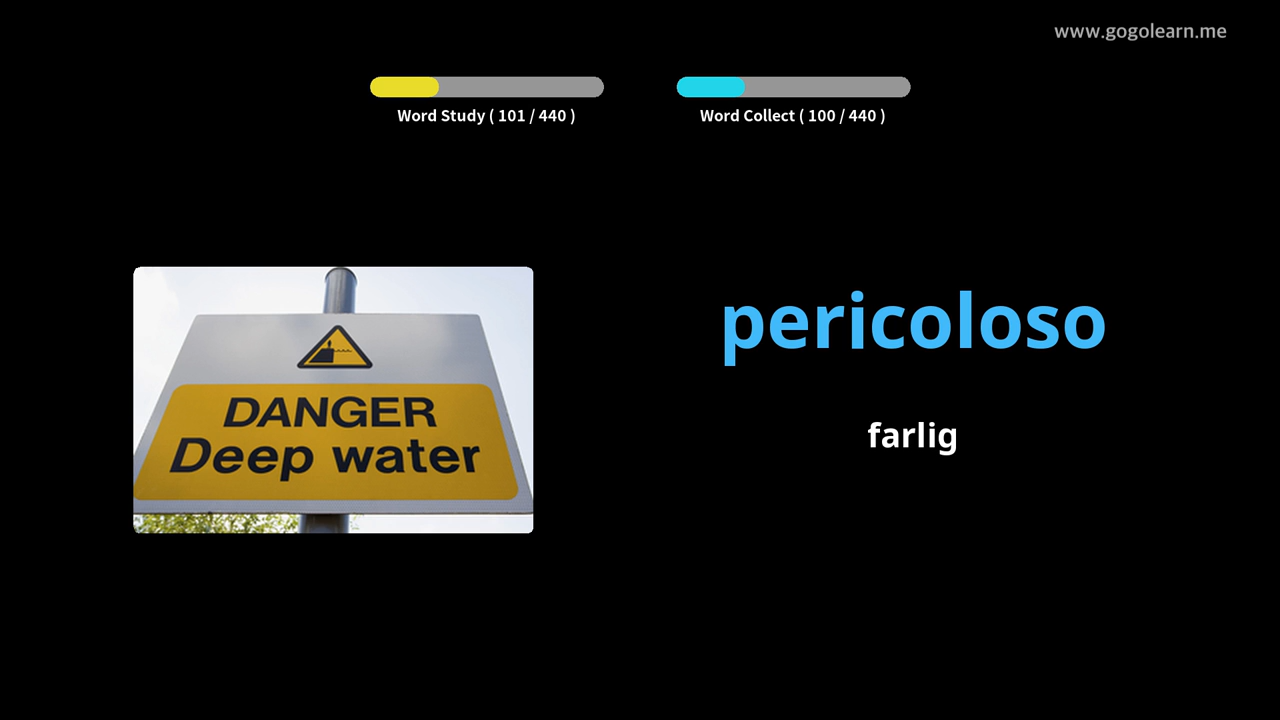 www.gogolearn.me
Word Study ( 101 / 440 )
Word Collect ( 100 / 440 )
DANGER
Deep water
pericoloso
farlig